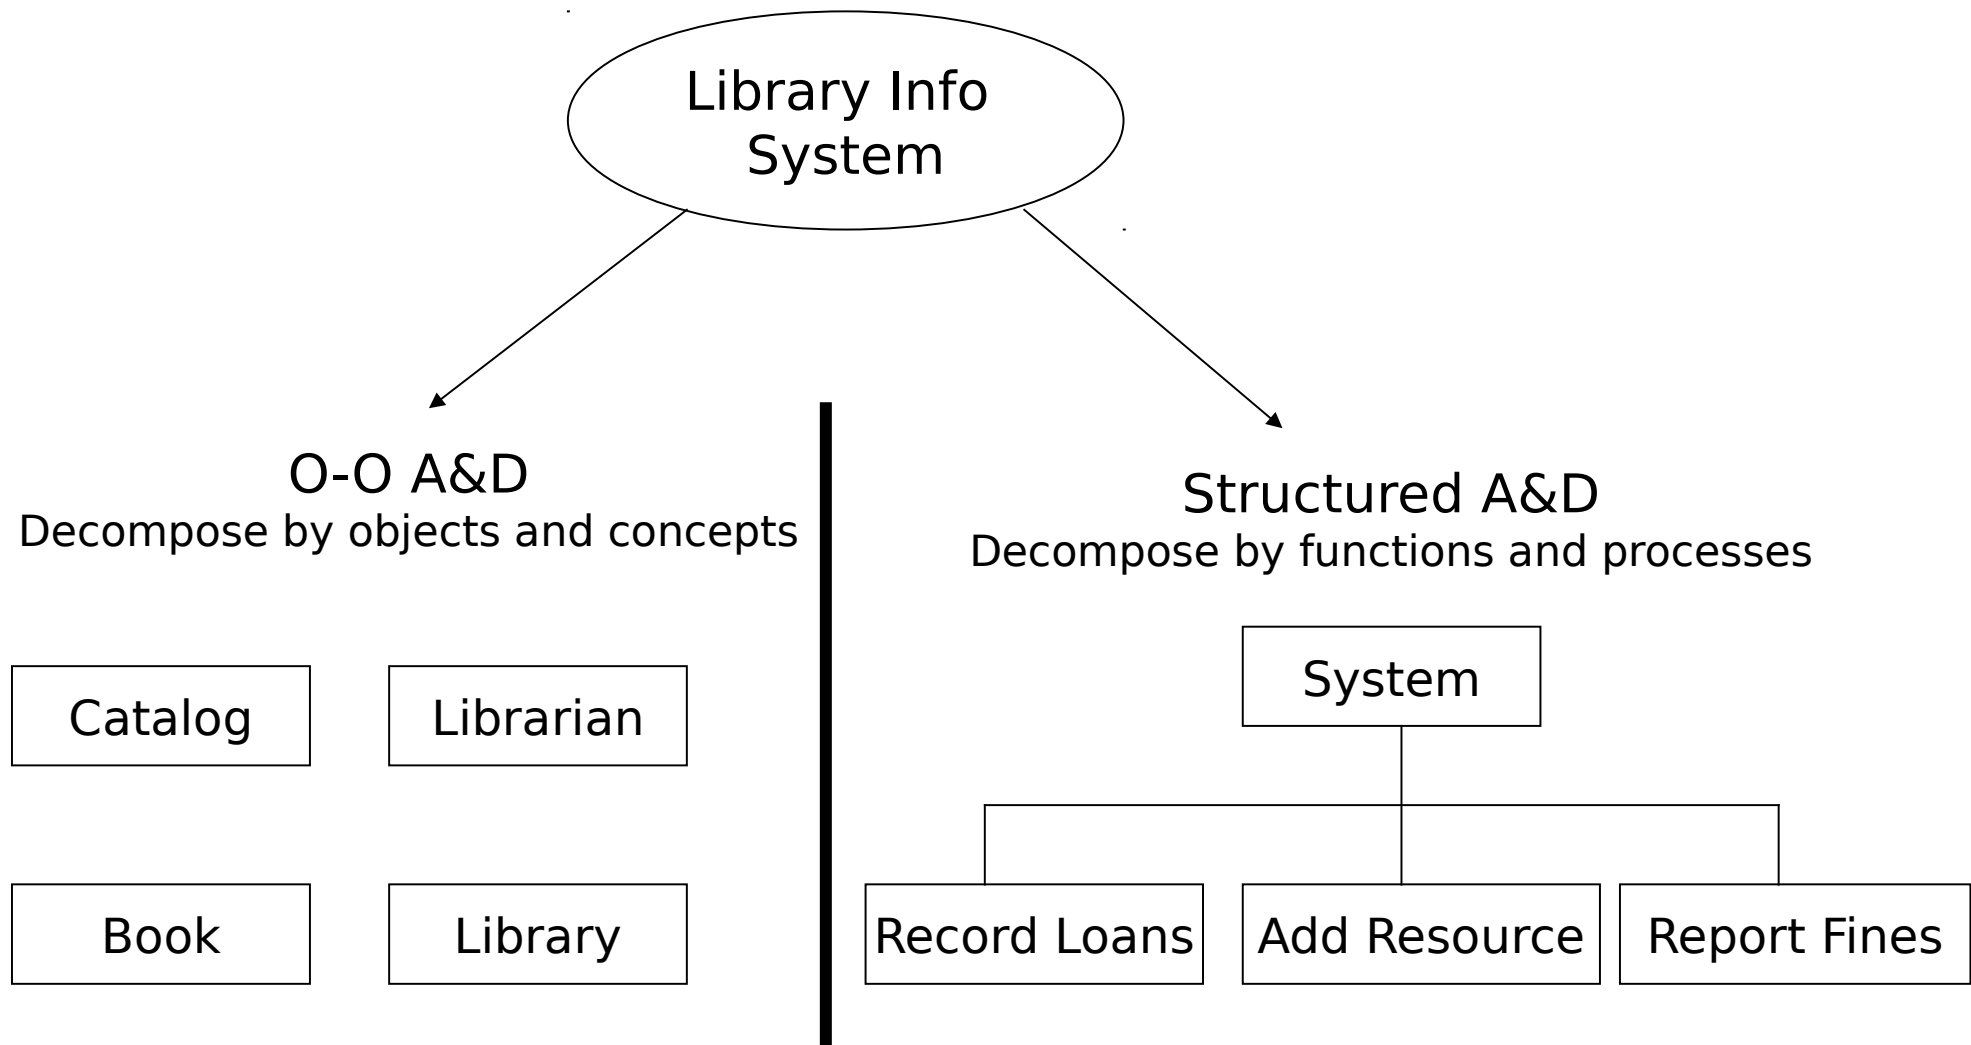 Library Info
System
O-O A&D
Decompose by objects and concepts
Structured A&D
Decompose by functions and processes
Catalog
Librarian
Book
Library
System
Record Loans
Add Resource
Report Fines